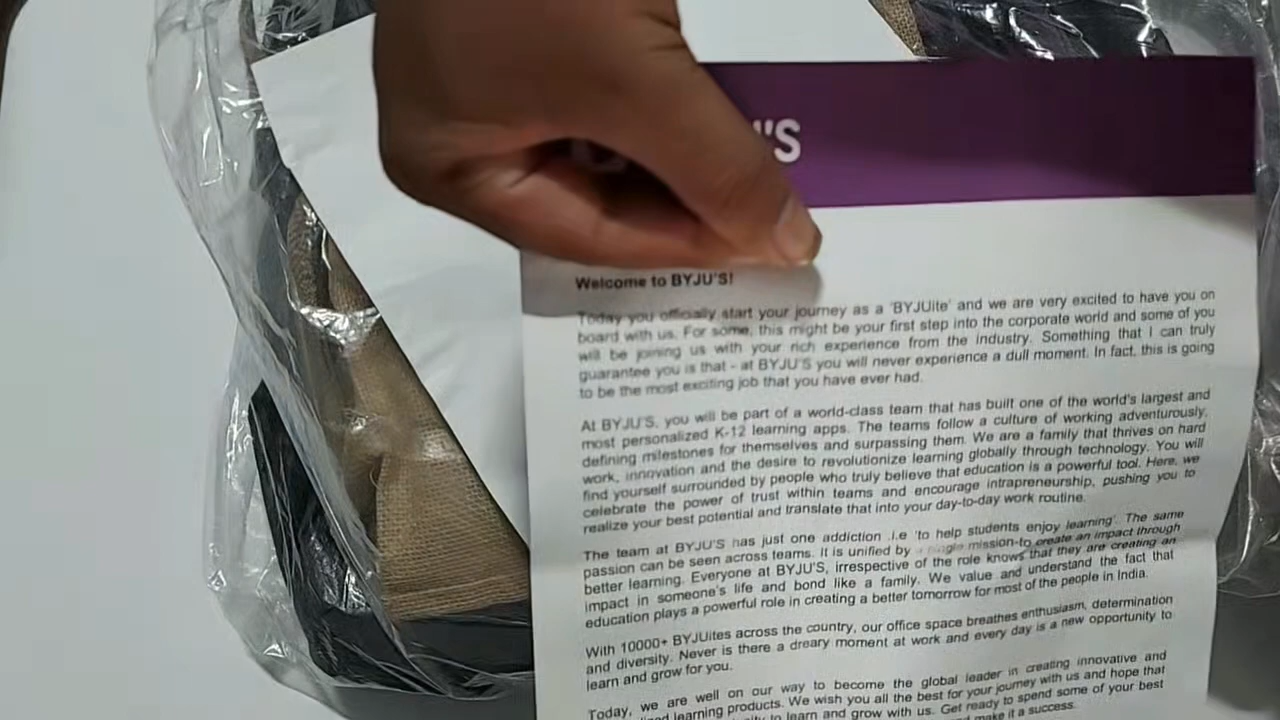 'S
Welcome to BYJU'S!
Today you officially start your journey as a 'BYJUite' and we are very excited to have you on
board with us. For some, this might be your first step into the corporate world and some of you
will be joining us with your rich experience from the industry. Something that I can truly
guarantee you is that - at BYJU'S you will never experience a dull moment. In fact, this is going
to be the most exciting job that you have ever had.
At BYJU'S, you will be part of a world-class team that has built one of the world's largest and
most personalized K-12 learning apps. The teams follow a culture of working adventurously,
defining milestones for themselves and surpassing them. We are a family that thrives on hard
work, innovation and the desire to revolutionize learning globally through technology. You will
find yourself surrounded by people who truly believe that education is a powerful tool. Here, we
celebrate the power of trust within teams and encourage intrapreneurship, pushing you to
realize your best potential and translate that into your day-to-day work routine.
The team at BYJU'S has just one addiction .i.e 'to help students enjoy learning'. The same
passion can be seen across teams. It is unified by a single mission-to create an impact through
better learning. Everyone at BYJU'S, irrespective of the role knows that they are creating an
impact in someone's life and bond like a family. We value and understand the fact that
education plays a powerful role in creating a better tomorrow for most of the people in India.
With 10000+ BYJUites across the country, our office space breathes enthusiasm, determination
and diversity. Never is there a dreary moment at work and every day is a new opportunity to
learn and grow for you.
Today, we are well on our way to become the global leader in creating innovative and
learning products. We wish you all the best for your journey with us and hope that
to learn and grow with us. Get ready to spend some of your best
make it a success.